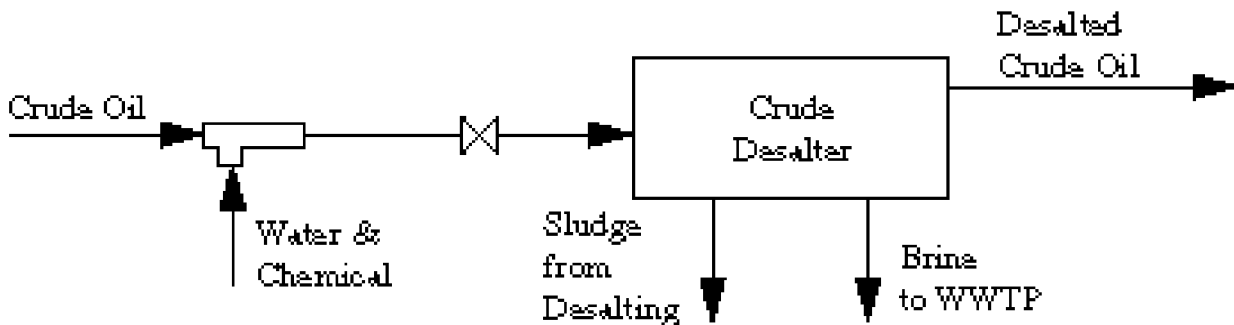 Desalted
Crude Oil
Crude Oil
Crude
Desalter
Water &
Chemical
Sludge
from
Desalting
Brine
to WWTP